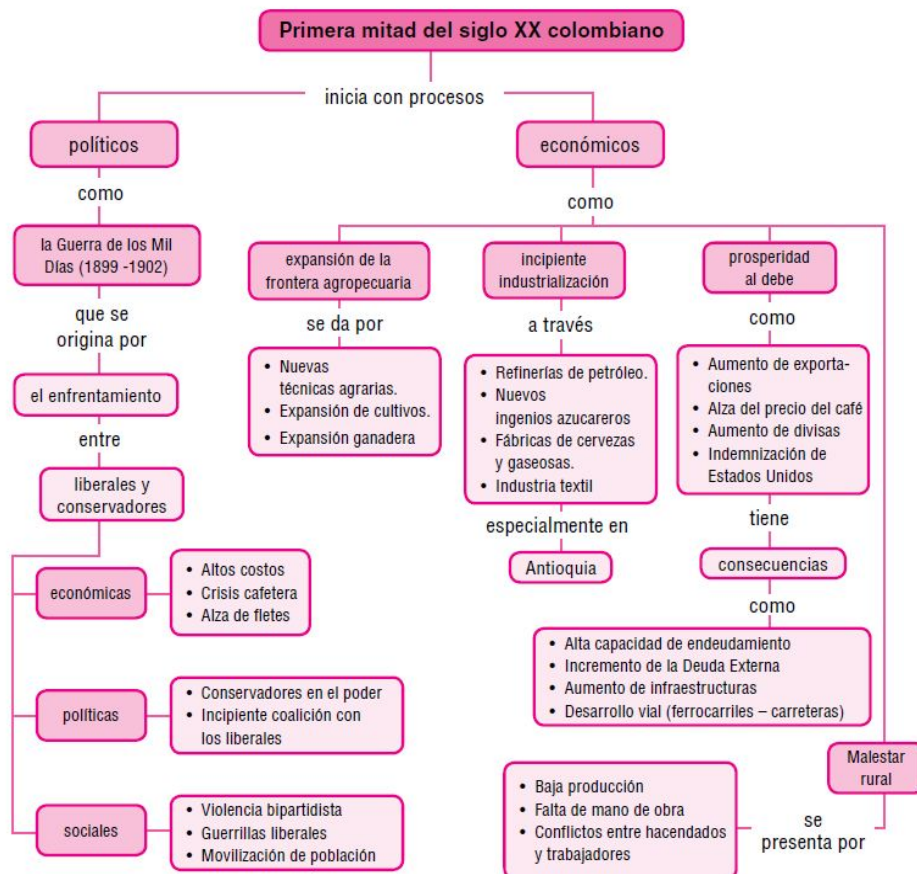 Primera mitad del siglo XX colombiano
inicia con procesos
políticos
como
la Guerra de los Mil
Días (1899 -1902)
que se
origina por
el enfrentamiento
entre
liberales y
conservadores
económicas
• Altos costos
• Crisis cafetera
• Alza de fletes
políticas
• Conservadores en el poder
• Incipiente coalición con
los liberales
sociales
• Violencia bipartidista
• Guerrillas liberales
• Movilización de población
económicos
como
expansión de la
frontera agropecuaria
se da por
• Nuevas
técnicas agrarias.
• Expansión de cultivos.
• Expansión ganadera
incipiente
industrialización
a través
• Refinerías de petróleo.
• Nuevos
ingenios azucareros
• Fábricas de cervezas
y gaseosas.
• Industria textil
especialmente en
Antioquia
prosperidad
al debe
como
• Aumento de exporta-
ciones
• Alza del precio del café
• Aumento de divisas
• Indemnización de
Estados Unidos
tiene
consecuencias
como
• Alta capacidad de endeudamiento
• Incremento de la Deuda Externa
• Aumento de infraestructuras
• Desarrollo vial (ferrocarriles – carreteras)
Malestar
rural
se
presenta por
• Baja producción
• Falta de mano de obra
• Conflictos entre hacendados
y trabajadores